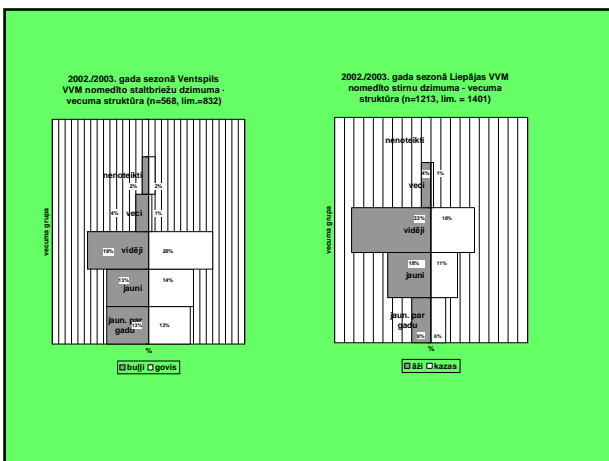 2002./2003. gada sezonā Ventspils
VVM nomedīto staltbriežu dzimuma -
vecuma struktūra (n=568, lim.=832)
vecuma grupa
nenoteikti
2% 2%
4% veci 1%
19% vidēji 20%
13% jauni 14%
jaun. par
gadu
13% 13%
%
buļļi govis
2002./2003. gada sezonā Liepājas VVM
nomedīto stirnu dzimuma - vecuma
struktūra (n=1213, lim. = 1401)
vecuma grupa
nenoteikti
4% 1%
veci
33% 18%
vidēji
18% 11%
jauni
jaun. par
gadu
8% 6%
%
āži kazas